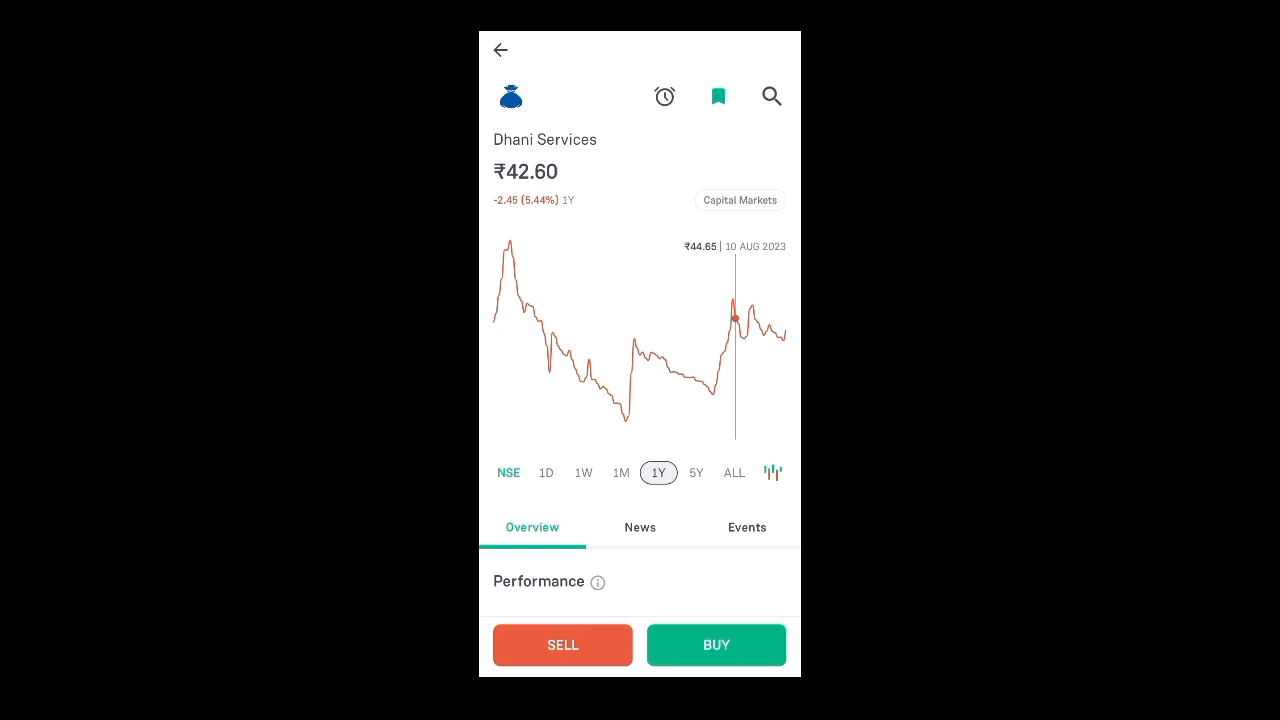 Dhani Services
₹42.60
-2.45 (5.44%) 1Y
Capital Markets
₹44.65 | 10 AUG 2023
NSE 1D 1W 1M 1Y 5Y ALL
Overview News Events
Performance
SELL BUY